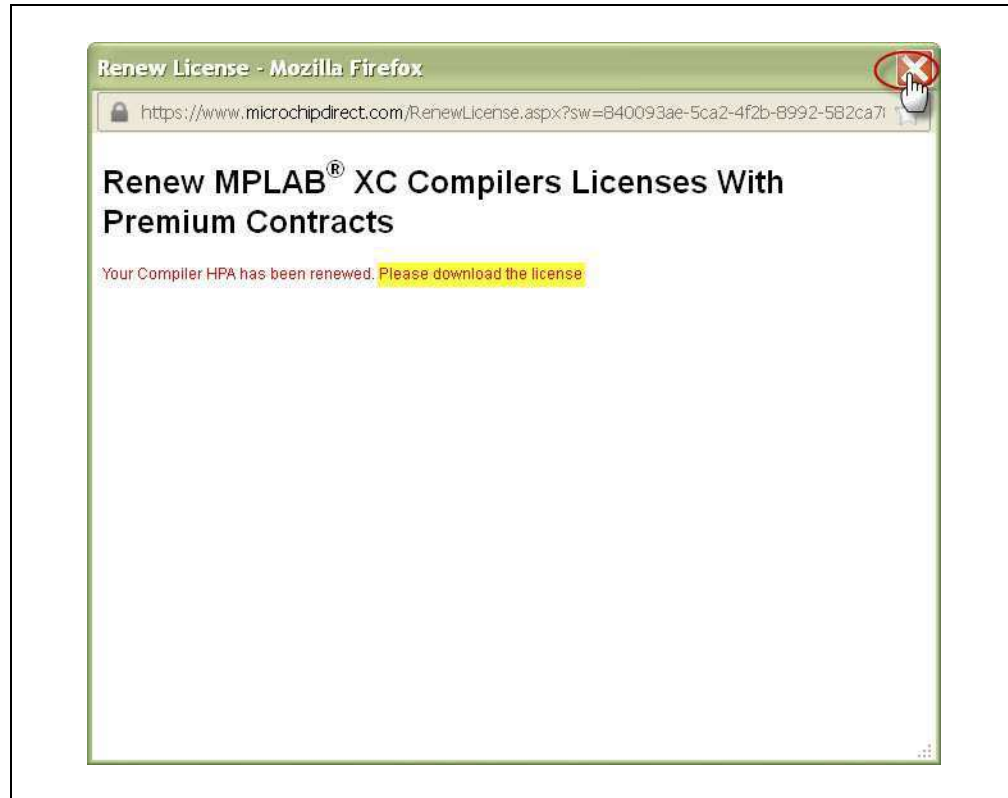 Renew License - Mozilla Firefox
https://www.microchipdirect.com/RenewLicense.aspx?sw=840093ae-5ca2-4f2b-8992-582ca7
Renew MPLAB® XC Compilers Licenses With
Premium Contracts
Your Compiler HPA has been renewed. Please download the license